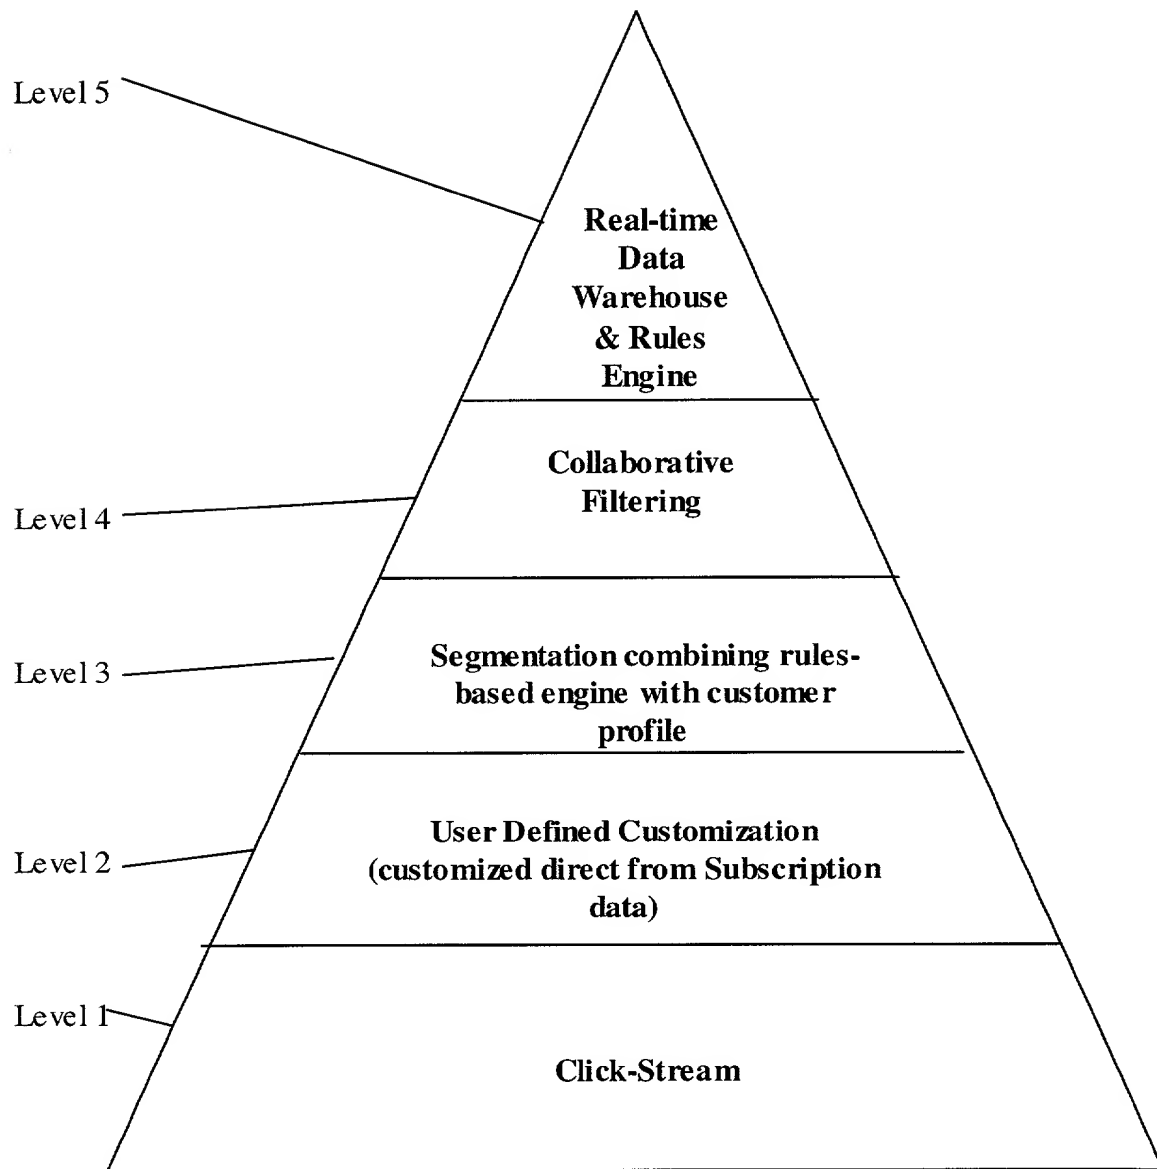 Level 5
Real-time
Data
Warehouse
& Rules
Engine
Collaborative
Filtering
Level 4
Segmentation combining rules-
based engine with customer
profile
Level 3
User Defined Customization
(customized direct from Subscription
data)
Level 2
Level 1
Click-Stream